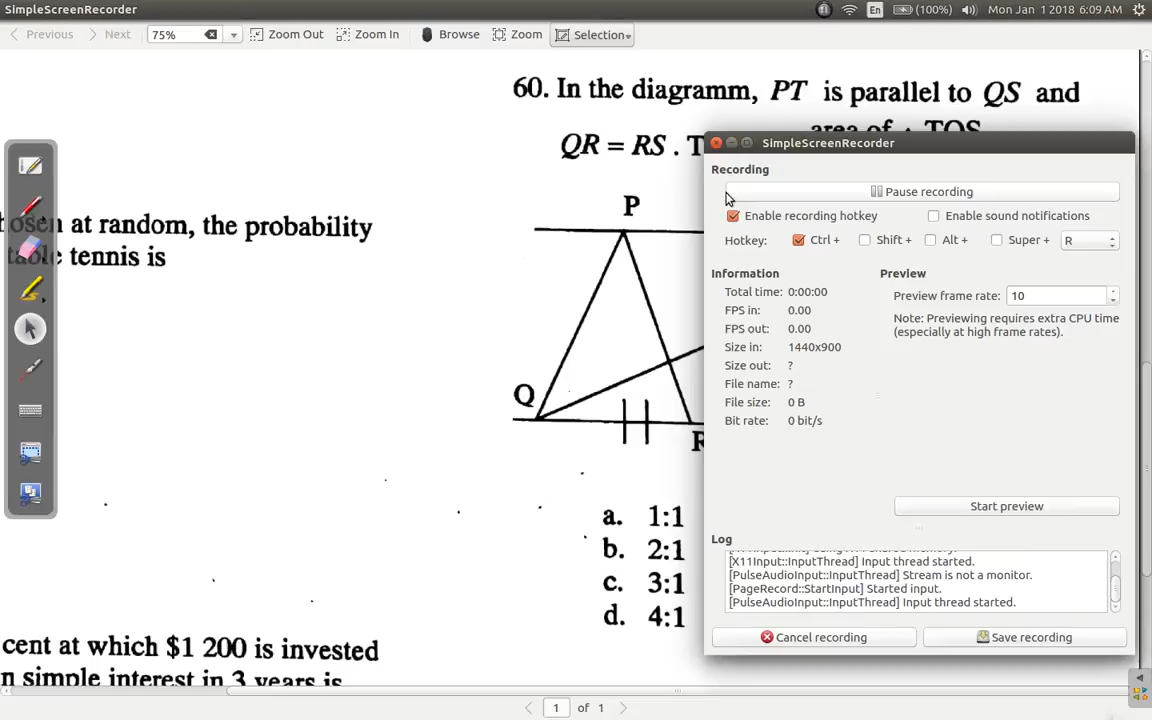 SimpleScreenRecorder
En (100%) Mon Jan 1 2018 6:09 AM
Previous Next 75% Zoom Out Zoom In Browse Zoom Selection
60. In the diagramm, PT is parallel to QS and
area of TQS
QR = RS .
at random, the probability
table tennis is
P
Q
R
a. 1:1
b. 2:1
c. 3:1
d. 4:1
cent at which $1 200 is invested
n simple interest in 3 years is
SimpleScreenRecorder
Recording
Pause recording
Enable recording hotkey Enable sound notifications
Hotkey: Ctrl + Shift + Alt + Super + R
Information
Total time: 0:00:00
FPS in: 0.00
FPS out: 0.00
Size in: 1440x900
Size out: ?
File name: ?
File size: 0 B
Bit rate: 0 bit/s
Preview
Preview frame rate: 10
Note: Previewing requires extra CPU time
(especially at high frame rates).
Start preview
Log
[X11Input::InputThread] Input thread started.
[PulseAudioInput::InputThread] Stream is not a monitor.
[PageRecord::StartInput] Started input.
[PulseAudioInput::InputThread] Input thread started.
Cancel recording Save recording
1 of 1